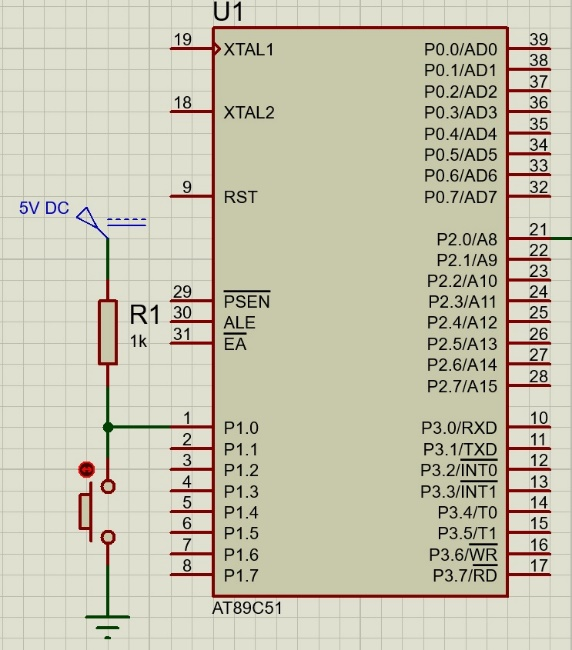 U1
19 XTAL1
18 XTAL2
9 RST
29 PSEN
30 ALE
31 EA
1 P1.0
2 P1.1
3 P1.2
4 P1.3
5 P1.4
6 P1.5
7 P1.6
8 P1.7
P0.0/AD0 39
P0.1/AD1 38
P0.2/AD2 37
P0.3/AD3 36
P0.4/AD4 35
P0.5/AD5 34
P0.6/AD6 33
P0.7/AD7 32
P2.0/A8 21
P2.1/A9 22
P2.2/A10 23
P2.3/A11 24
P2.4/A12 25
P2.5/A13 26
P2.6/A14 27
P2.7/A15 28
P3.0/RXD 10
P3.1/TXD 11
P3.2/INT0 12
P3.3/INT1 13
P3.4/T0 14
P3.5/T1 15
P3.6/WR 16
P3.7/RD 17
AT89C51
5V DC
R1
1k